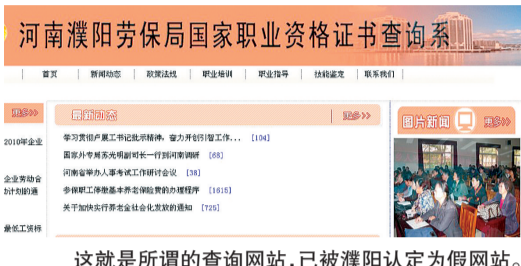 河南濮阳劳保局国家职业资格证书查询系
首页 新闻动态 政策法规 职业培训 职业指导 技能鉴定 联系我们
更多>> 最新动态 更多>> 图片新闻 更多>>
学习贯彻卢展工书记批示精神，奋力开创引智工作... [104]
2010年企业
国家外专局苏光明副司长一行到河南调研 [68]
河南省举办人事考试工作研讨会议 [38]
企业劳动合
参保职工停缴基本养老保险费的办理程序 [1615]
办计划的通
关于加快实行养老金社会化发放的通知 [725]
最低工资标
这就是所谓的查询网站，已被濮阳认定为假网站。